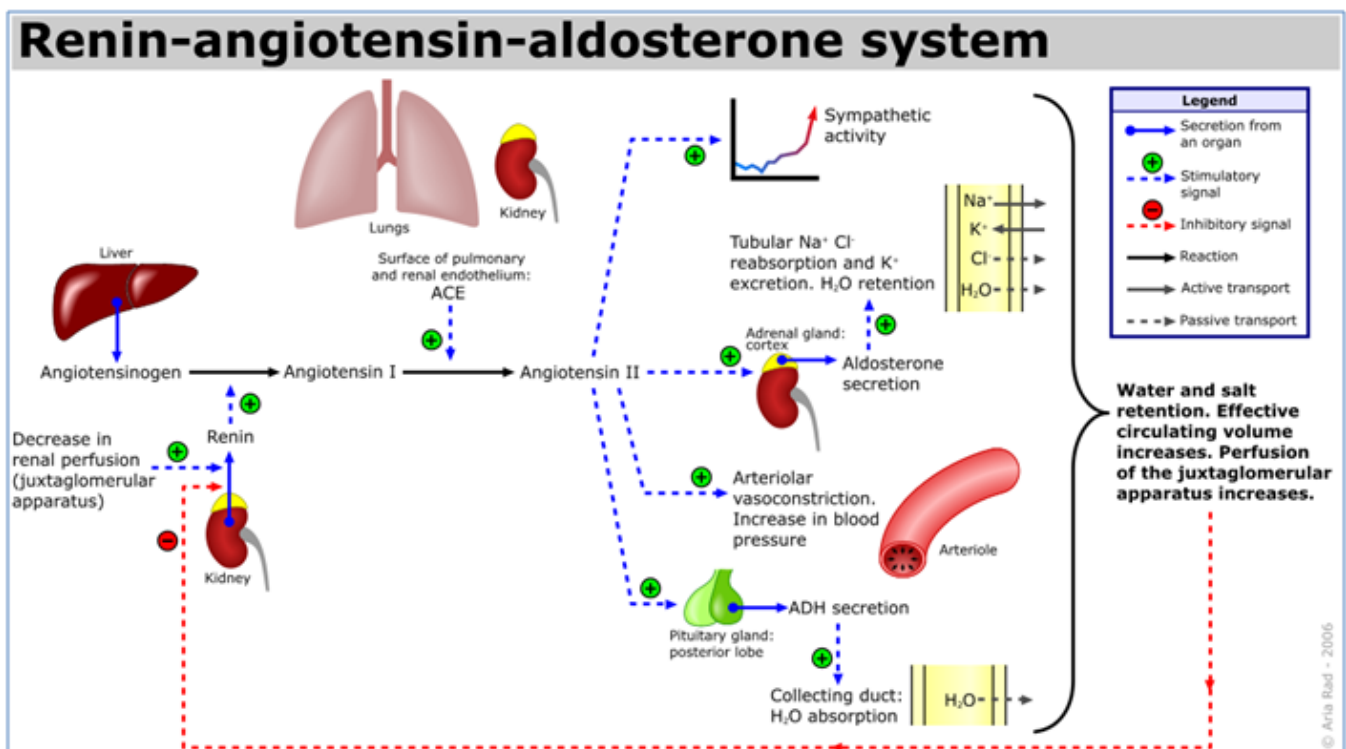 Renin-angiotensin-aldosterone system
Liver
Lungs
Kidney
Surface of pulmonary
and renal endothelium:
ACE
Angiotensinogen
Angiotensin I
Angiotensin II
Renin
Decrease in
renal perfusion
(juxtaglomerular
apparatus)
Kidney
Sympathetic
activity
Tubular Na⁺ Cl⁻
reabsorption and K⁺
excretion. H₂O retention
Na⁺
K⁺
Cl⁻
H₂O
Adrenal gland:
cortex
Aldosterone
secretion
Arteriolar
vasoconstriction.
Increase in blood
pressure
Arteriole
Pituitary gland:
posterior lobe
ADH secretion
Collecting duct:
H₂O absorption
H₂O
Legend
Secretion from
an organ
Stimulatory
signal
Inhibitory signal
Reaction
Active transport
Passive transport
Water and salt
retention. Effective
circulating volume
increases. Perfusion
of the juxtaglomerular
apparatus increases.
© Aria Rad - 2006